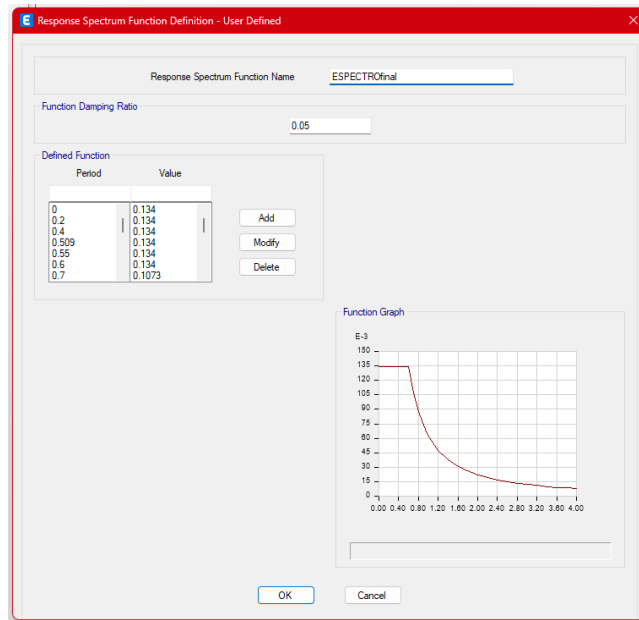 E Response Spectrum Function Definition - User Defined
Response Spectrum Function Name ESPECTROfinal
Function Damping Ratio
0.05
Defined Function
Period Value
0 0.134
0.2 0.134
0.4 0.134
0.509 0.134
0.55 0.134
0.6 0.134
0.7 0.1073
Add
Modify
Delete
Function Graph
E-3
150
135
120
105
90
75
60
45
30
15
0
0.00 0.40 0.80 1.20 1.60 2.00 2.40 2.80 3.20 3.60 4.00
OK Cancel